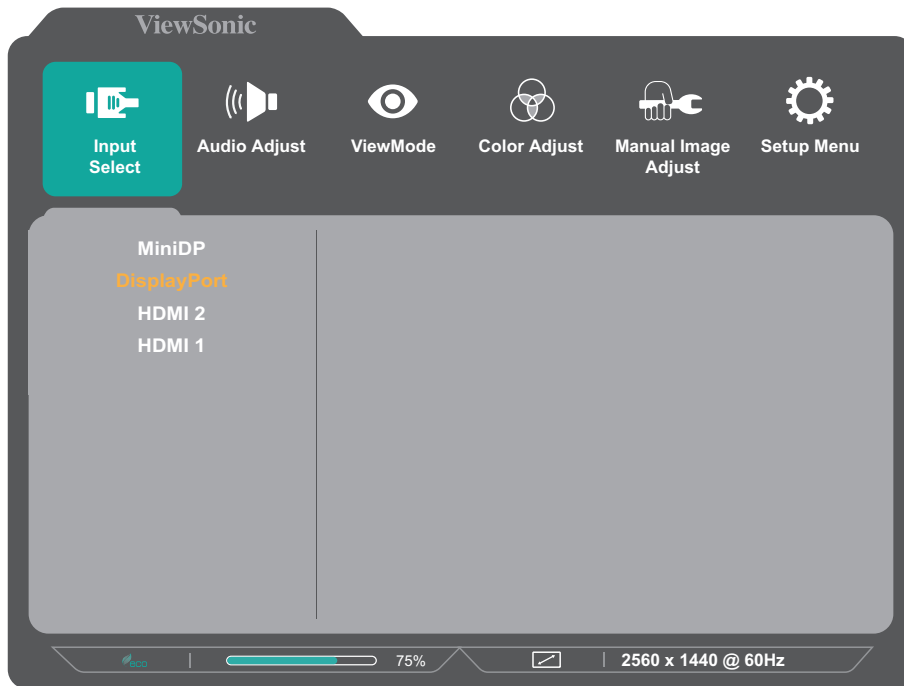 ViewSonic
Input
Select
Audio Adjust
ViewMode
Color Adjust
Manual Image
Adjust
Setup Menu
MiniDP
DisplayPort
HDMI 2
HDMI 1
eco
75%
2560 x 1440 @ 60Hz